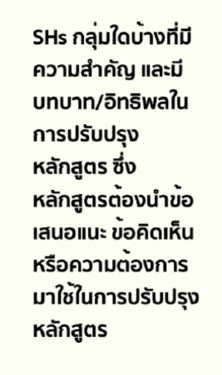 SHs กลุ่มใดบ้างที่มี
ความสำคัญ และมี
บทบาท/อิทธิพลใน
การปรับปรุง
หลักสูตร ซึ่ง
หลักสูตรต้องนำข้อ
เสนอแนะ ข้อคิดเห็น
หรือความต้องการ
มาใช้ในการปรับปรุง
หลักสูตร